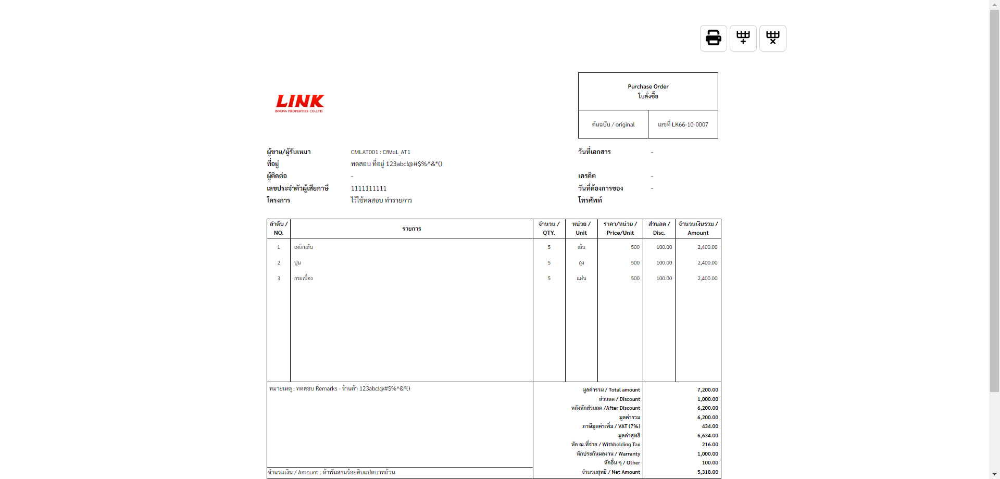 LINK
INNOVA PROPERTIES CO.,LTD.
Purchase Order
ใบสั่งซื้อ
ต้นฉบับ / original
เลขที่ LK66-10-0007
ผู้ขาย/ผู้รับเหมา CMLAT001 : CfMaL_AT1 วันที่เอกสาร -
ที่อยู่ ทดสอบ ที่อยู่ 123abc!@#$%^&*()
ผู้ติดต่อ - เครดิต -
เลขประจำตัวผู้เสียภาษี 1111111111 วันที่ต้องการของ -
โครงการ ไว้ใช้ทดสอบ ทำรายการ โทรศัพท์
ลำดับ / NO. รายการ จำนวน / QTY. หน่วย / Unit ราคา/หน่วย / Price/Unit ส่วนลด / Disc. จำนวนเงินรวม / Amount
1 เหล็กเส้น 5 เส้น 500 100.00 2,400.00
2 ปูน 5 ถุง 500 100.00 2,400.00
3 กระเบื้อง 5 แผ่น 500 100.00 2,400.00
หมายเหตุ : ทดสอบ Remarks - ร้านค้า 123abc!@#$%^&*()
มูลค่ารวม / Total amount 7,200.00
ส่วนลด / Discount 1,000.00
หลังหักส่วนลด /After Discount 6,200.00
มูลค่ารวม 6,200.00
ภาษีมูลค่าเพิ่ม / VAT (7%) 434.00
มูลค่าสุทธิ 6,634.00
หัก ณ.ที่จ่าย / Withholding Tax 216.00
หักประกันผลงาน / Warranty 1,000.00
หักอื่น ๆ / Other 100.00
จำนวนเงิน / Amount : ห้าพันสามร้อยสิบแปดบาทถ้วน
จำนวนสุทธิ / Net Amount 5,318.00